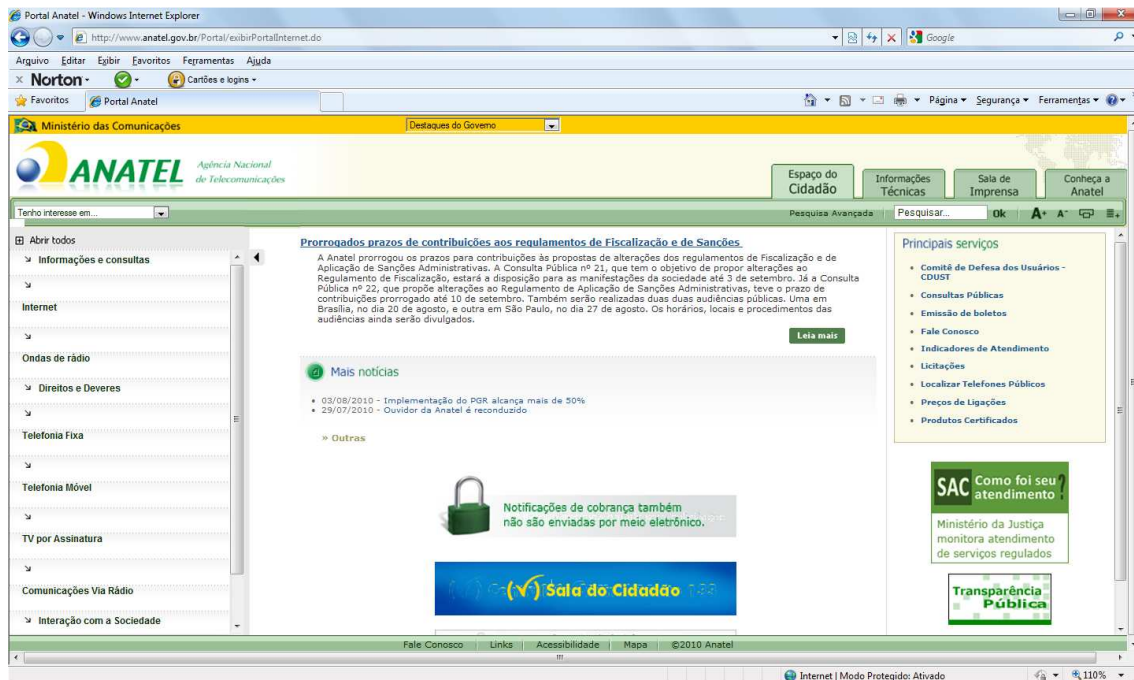 Portal Anatel - Windows Internet Explorer
http://www.anatel.gov.br/Portal/exibirPortalInternet.do
Google
Arquivo Editar Exibir Favoritos Ferramentas Ajuda
Norton
Cartões e logins
Favoritos
Portal Anatel
Página
Segurança
Ferramentas
Ministério das Comunicações
Destaques do Governo
ANATEL
Agência Nacional
de Telecomunicações
Espaço do
Cidadão
Informações
Técnicas
Sala de
Imprensa
Conheça a
Anatel
Tenho interesse em...
Pesquisa Avançada
Pesquisar...
Ok
A+
A-
Abrir todos
Informações e consultas
Internet
Ondas de rádio
Direitos e Deveres
Telefonia Fixa
Telefonia Móvel
TV por Assinatura
Comunicações Via Rádio
Interação com a Sociedade
Prorrogados prazos de contribuições aos regulamentos de Fiscalização e de Sanções
A Anatel prorrogou os prazos para contribuições às propostas de alterações dos regulamentos de Fiscalização e de
Aplicação de Sanções Administrativas. A Consulta Pública nº 21, que tem o objetivo de propor alterações ao
Regulamento de Fiscalização, estará a disposição para as manifestações da sociedade até 3 de setembro. Já a Consulta
Pública nº 22, que propõe alterações ao Regulamento de Aplicação de Sanções Administrativas, teve o prazo de
contribuições prorrogado até 10 de setembro. Também serão realizadas duas duas audiências públicas. Uma em
Brasília, no dia 20 de agosto, e outra em São Paulo, no dia 27 de agosto. Os horários, locais e procedimentos das
audiências ainda serão divulgados.
Leia mais
Mais notícias
03/08/2010 - Implementação do PGR alcança mais de 50%
29/07/2010 - Ouvidor da Anatel é reconduzido
» Outras
Notificações de cobrança também
não são enviadas por meio eletrônico.
(√) Sala do Cidadão
Principais serviços
Comitê de Defesa dos Usuários -
CDUST
Consultas Públicas
Emissão de boletos
Fale Conosco
Indicadores de Atendimento
Licitações
Localizar Telefones Públicos
Preços de Ligações
Produtos Certificados
SAC Como foi seu
atendimento ?
Ministério da Justiça
monitora atendimento
de serviços regulados
Transparência
Pública
Fale Conosco Links Acessibilidade Mapa ©2010 Anatel
Internet | Modo Protegido: Ativado
110%